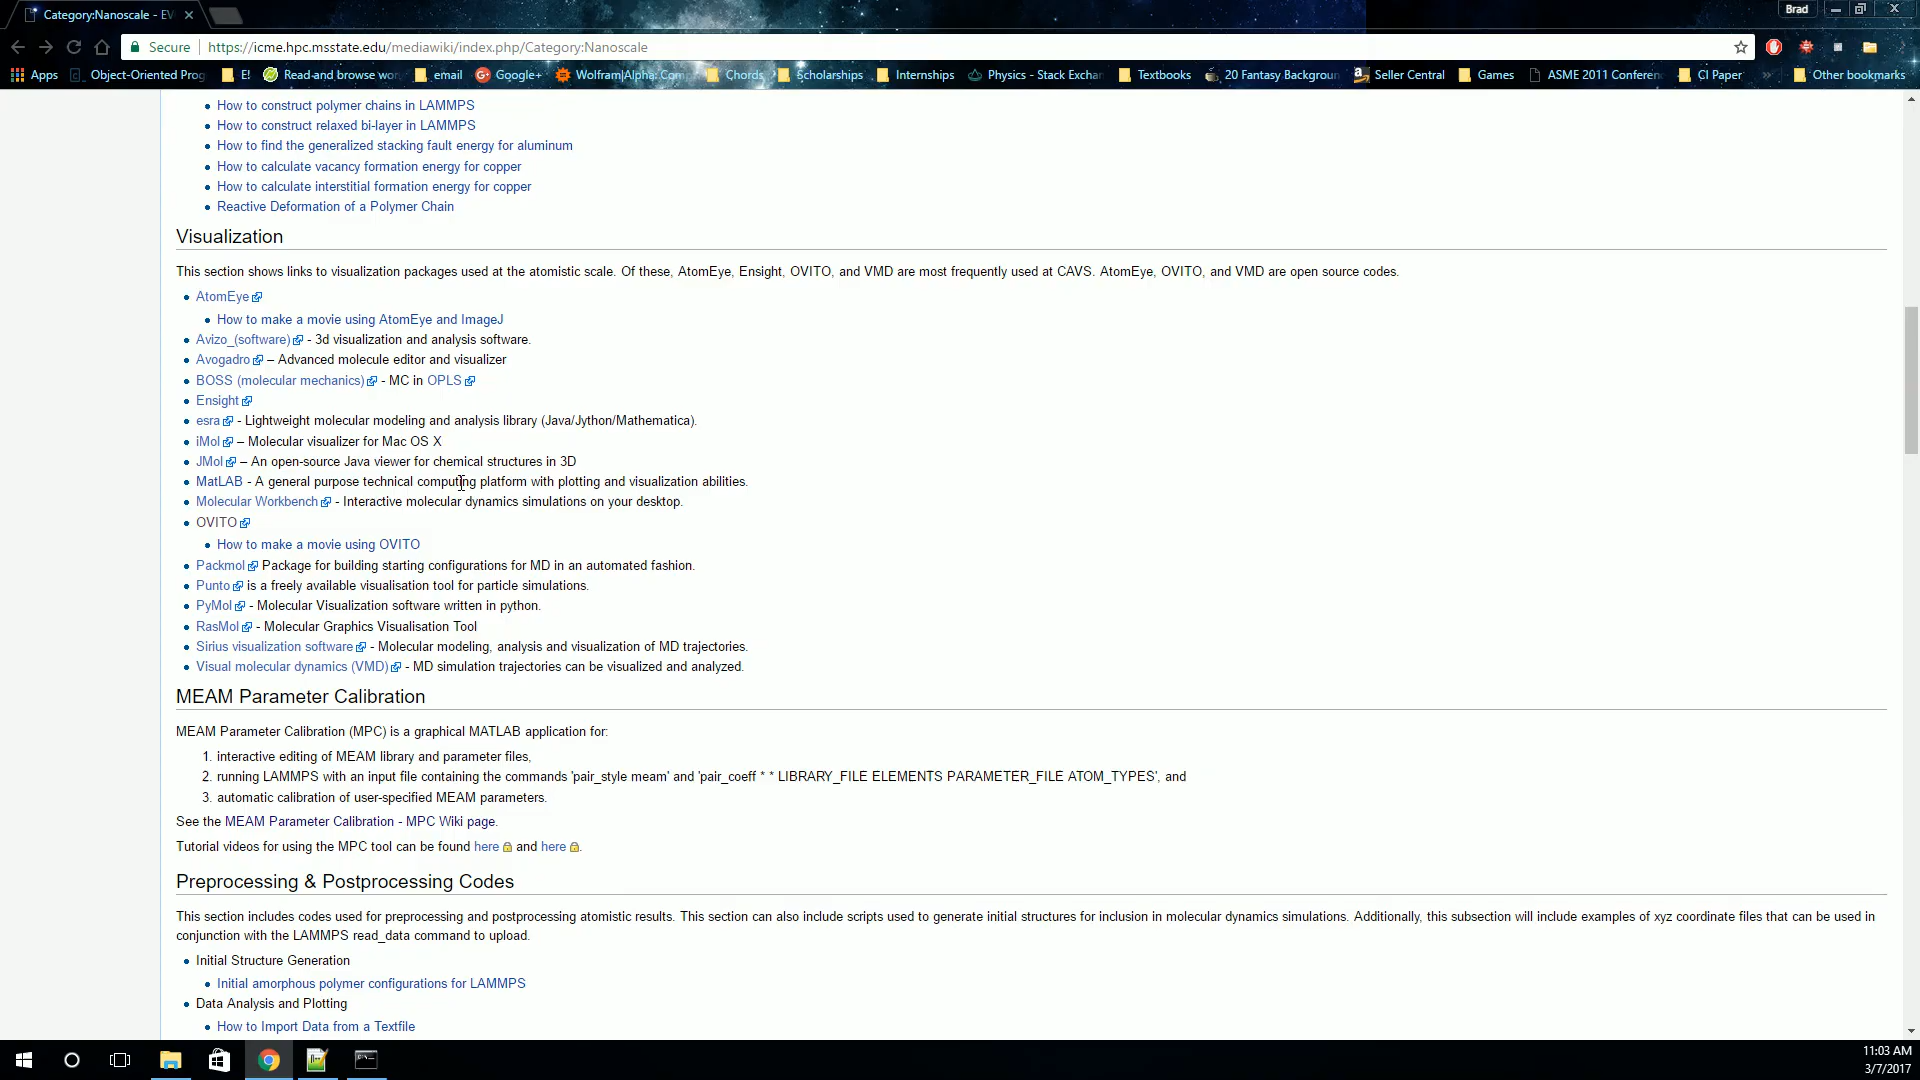 Category:Nanoscale - EV
Brad
Secure
https://icme.hpc.msstate.edu/mediawiki/index.php/Category:Nanoscale
Apps
Object-Oriented Prog
E!
Read and browse wor
email
Google+
Wolfram|Alpha: Com
Chords
Scholarships
Internships
Physics - Stack Exchan
Textbooks
20 Fantasy Backgroun
Seller Central
Games
ASME 2011 Conferen
CI Paper
Other bookmarks
How to construct polymer chains in LAMMPS
How to construct relaxed bi-layer in LAMMPS
How to find the generalized stacking fault energy for aluminum
How to calculate vacancy formation energy for copper
How to calculate interstitial formation energy for copper
Reactive Deformation of a Polymer Chain
Visualization
This section shows links to visualization packages used at the atomistic scale. Of these, AtomEye, Ensight, OVITO, and VMD are most frequently used at CAVS. AtomEye, OVITO, and VMD are open source codes.
AtomEye
How to make a movie using AtomEye and ImageJ
Avizo_(software) - 3d visualization and analysis software.
Avogadro – Advanced molecule editor and visualizer
BOSS (molecular mechanics) - MC in OPLS
Ensight
esra - Lightweight molecular modeling and analysis library (Java/Jython/Mathematica).
iMol – Molecular visualizer for Mac OS X
JMol – An open-source Java viewer for chemical structures in 3D
MatLAB - A general purpose technical computing platform with plotting and visualization abilities.
Molecular Workbench - Interactive molecular dynamics simulations on your desktop.
OVITO
How to make a movie using OVITO
Packmol Package for building starting configurations for MD in an automated fashion.
Punto is a freely available visualisation tool for particle simulations.
PyMol - Molecular Visualization software written in python.
RasMol - Molecular Graphics Visualisation Tool
Sirius visualization software - Molecular modeling, analysis and visualization of MD trajectories.
Visual molecular dynamics (VMD) - MD simulation trajectories can be visualized and analyzed.
MEAM Parameter Calibration
MEAM Parameter Calibration (MPC) is a graphical MATLAB application for:
1. interactive editing of MEAM library and parameter files,
2. running LAMMPS with an input file containing the commands 'pair_style meam' and 'pair_coeff * * LIBRARY_FILE ELEMENTS PARAMETER_FILE ATOM_TYPES', and
3. automatic calibration of user-specified MEAM parameters.
See the MEAM Parameter Calibration - MPC Wiki page.
Tutorial videos for using the MPC tool can be found here and here.
Preprocessing & Postprocessing Codes
This section includes codes used for preprocessing and postprocessing atomistic results. This section can also include scripts used to generate initial structures for inclusion in molecular dynamics simulations. Additionally, this subsection will include examples of xyz coordinate files that can be used in
conjunction with the LAMMPS read_data command to upload.
Initial Structure Generation
Initial amorphous polymer configurations for LAMMPS
Data Analysis and Plotting
How to Import Data from a Textfile
11:03 AM
3/7/2017